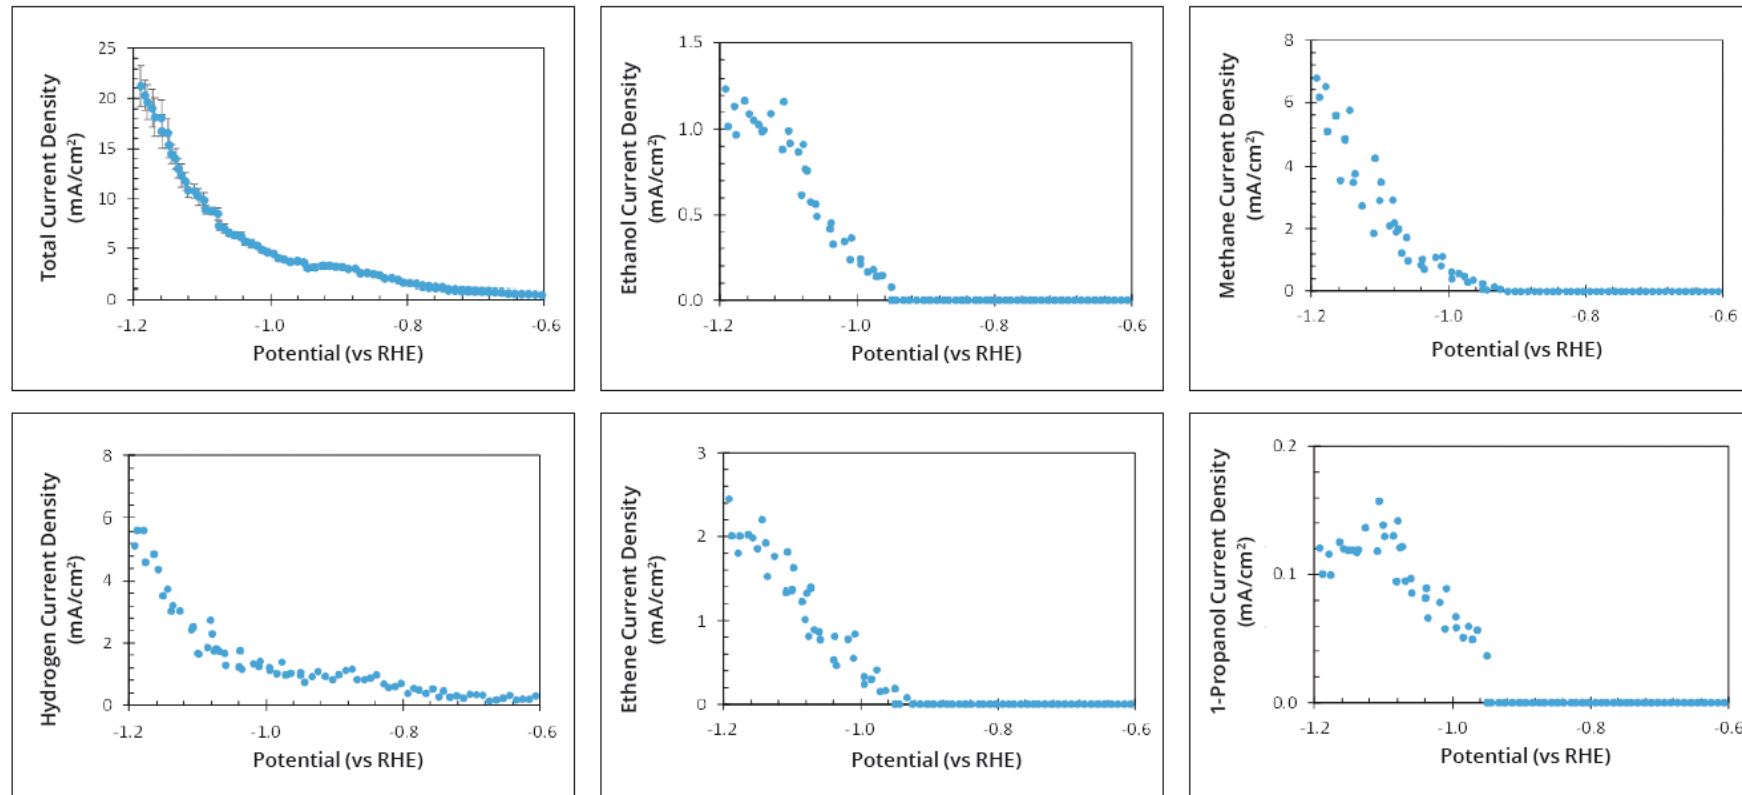 Total Current Density
(mA/cm²)
25
20
15
10
5
0
-1.2
-1.0
-0.8
-0.6
Potential (vs RHE)
Ethanol Current Density
(mA/cm²)
1.5
1.0
0.5
0.0
-1.2
-1.0
-0.8
-0.6
Potential (vs RHE)
Methane Current Density
(mA/cm²)
8
6
4
2
0
-1.2
-1.0
-0.8
-0.6
Potential (vs RHE)
Hydrogen Current Density
(mA/cm²)
8
6
4
2
0
-1.2
-1.0
-0.8
-0.6
Potential (vs RHE)
Ethene Current Density
(mA/cm²)
3
2
1
0
-1.2
-1.0
-0.8
-0.6
Potential (vs RHE)
1-Propanol Current Density
(mA/cm²)
0.2
0.1
0.0
-1.2
-1.0
-0.8
-0.6
Potential (vs RHE)